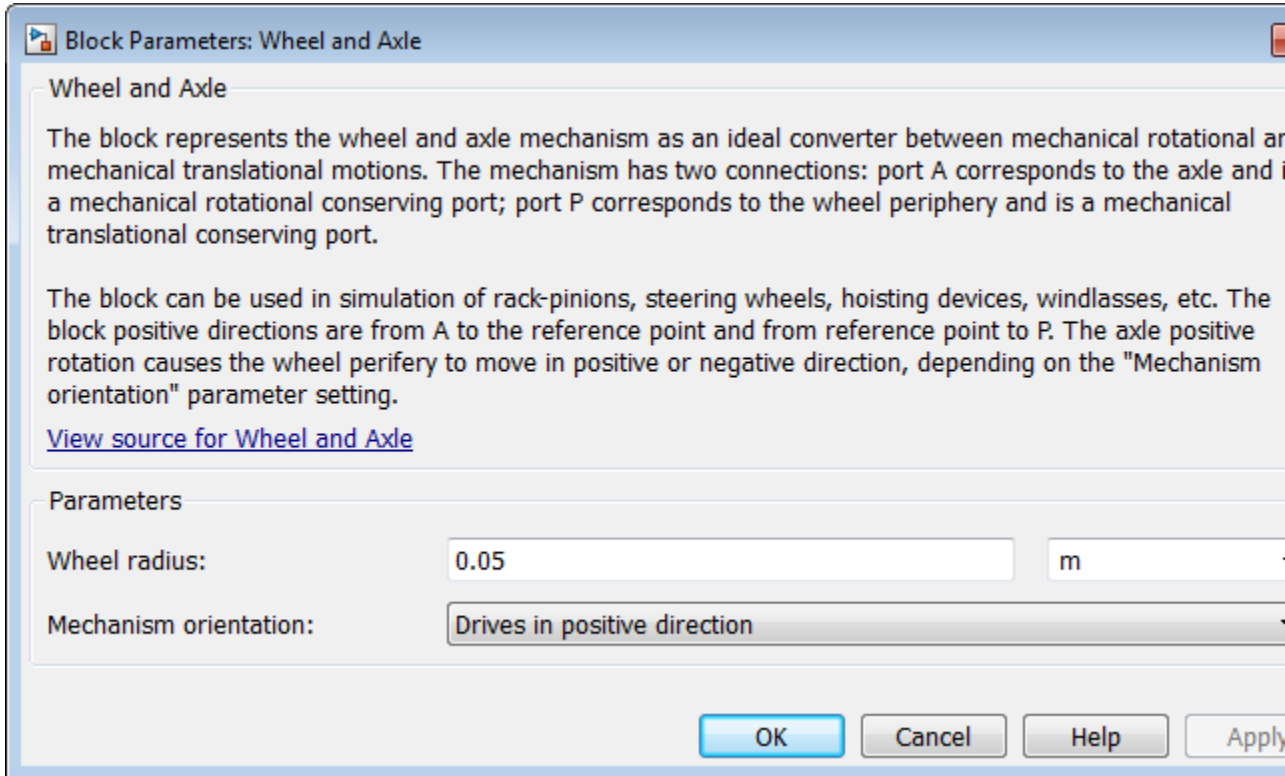 Block Parameters: Wheel and Axle
Wheel and Axle
The block represents the wheel and axle mechanism as an ideal converter between mechanical rotational
mechanical translational motions. The mechanism has two connections: port A corresponds to the axle and
a mechanical rotational conserving port; port P corresponds to the wheel periphery and is a mechanical
translational conserving port.
The block can be used in simulation of rack-pinions, steering wheels, hoisting devices, windlasses, etc. The
block positive directions are from A to the reference point and from reference point to P. The axle positive
rotation causes the wheel perifery to move in positive or negative direction, depending on the "Mechanism
orientation" parameter setting.
View source for Wheel and Axle
Parameters
Wheel radius:
0.05
m
Mechanism orientation:
Drives in positive direction
OK
Cancel
Help
Apply